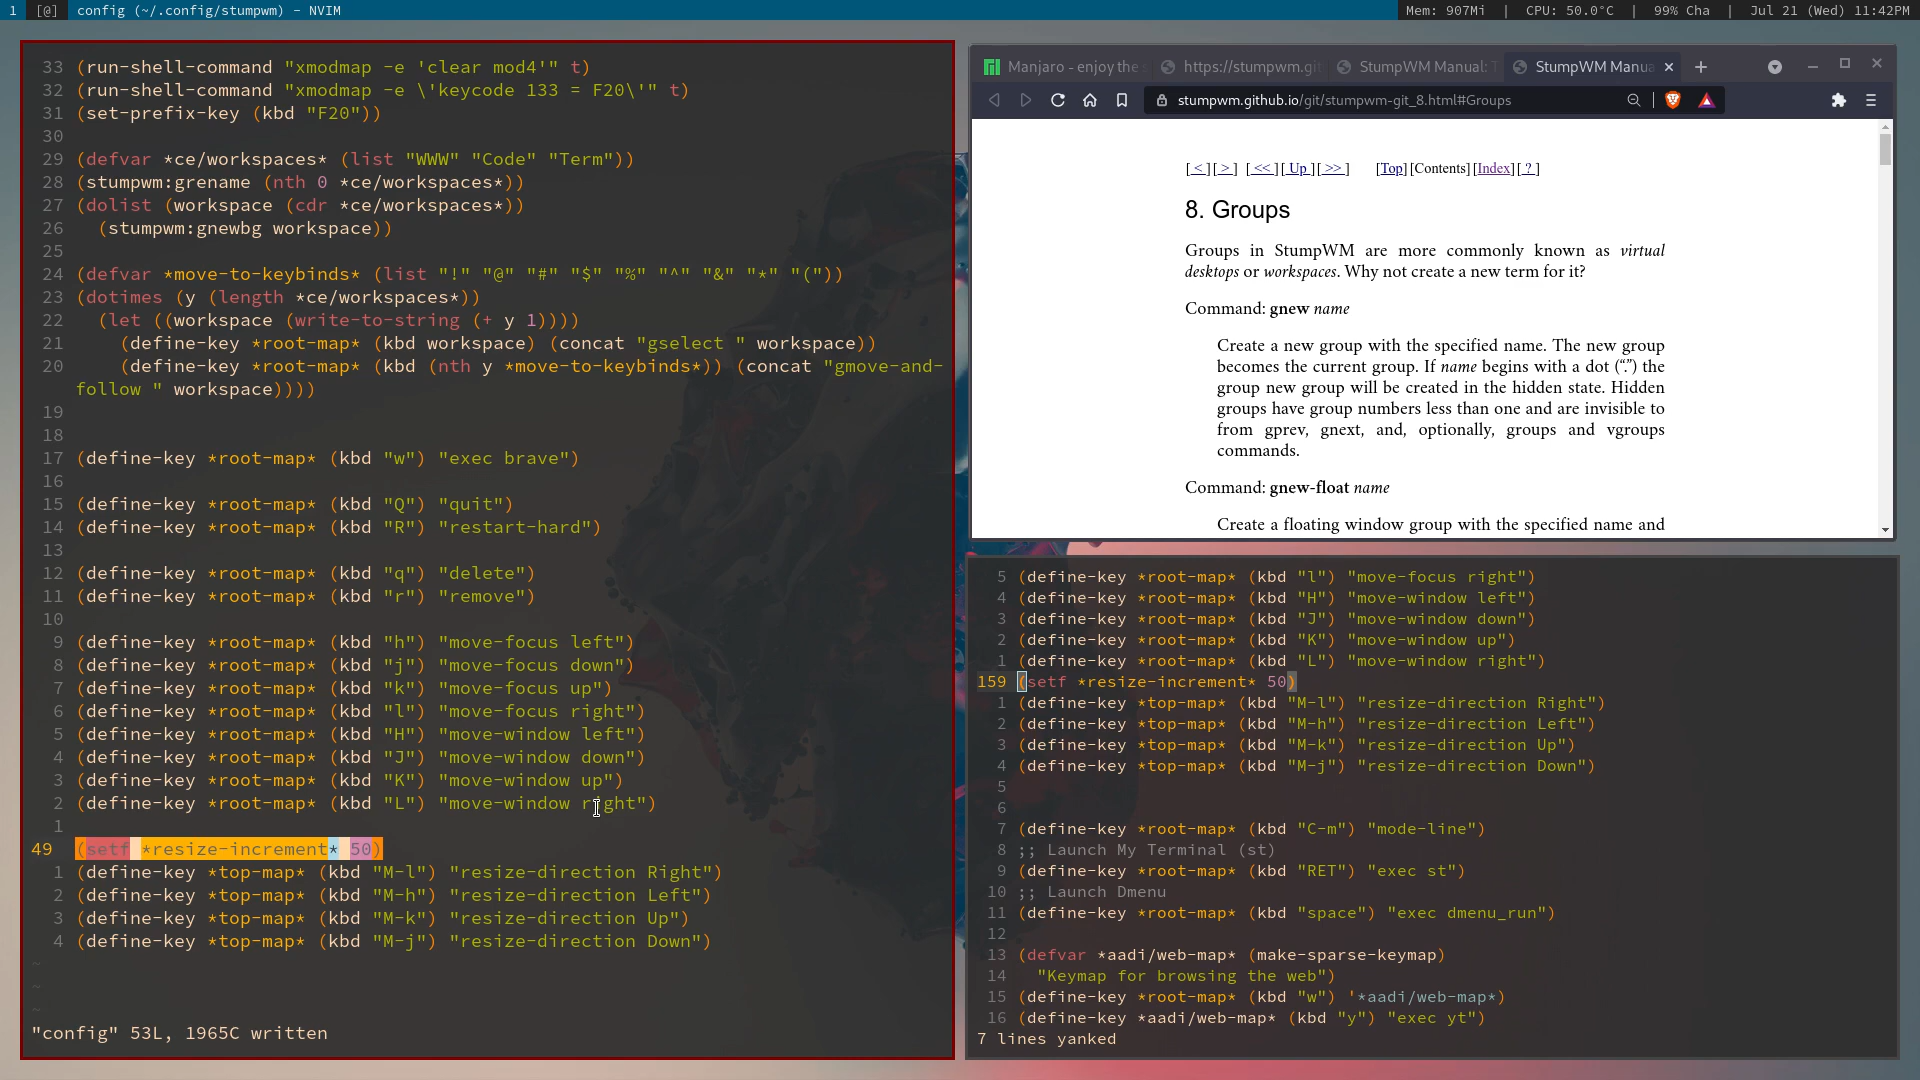 1 [@] config (~/.config/stumpwm) - NVIM
Mem: 907Mi | CPU: 50.0°C | 99% Cha | Jul 21 (Wed) 11:42PM
33 (run-shell-command "xmodmap -e 'clear mod4'" t)
32 (run-shell-command "xmodmap -e \'keycode 133 = F20\'" t)
31 (set-prefix-key (kbd "F20"))
30
29 (defvar *ce/workspaces* (list "WWW" "Code" "Term"))
28 (stumpwm:grename (nth 0 *ce/workspaces*))
27 (dolist (workspace (cdr *ce/workspaces*))
26   (stumpwm:gnewbg workspace))
25
24 (defvar *move-to-keybinds* (list "!" "@" "#" "$" "%" "^" "&" "*" "("))
23 (dotimes (y (length *ce/workspaces*))
22   (let ((workspace (write-to-string (+ y 1))))
21     (define-key *root-map* (kbd workspace) (concat "gselect " workspace))
20     (define-key *root-map* (kbd (nth y *move-to-keybinds*)) (concat "gmove-and-
follow " workspace))))
19
18
17 (define-key *root-map* (kbd "w") "exec brave")
16
15 (define-key *root-map* (kbd "Q") "quit")
14 (define-key *root-map* (kbd "R") "restart-hard")
13
12 (define-key *root-map* (kbd "q") "delete")
11 (define-key *root-map* (kbd "r") "remove")
10
9 (define-key *root-map* (kbd "h") "move-focus left")
8 (define-key *root-map* (kbd "j") "move-focus down")
7 (define-key *root-map* (kbd "k") "move-focus up")
6 (define-key *root-map* (kbd "l") "move-focus right")
5 (define-key *root-map* (kbd "H") "move-window left")
4 (define-key *root-map* (kbd "J") "move-window down")
3 (define-key *root-map* (kbd "K") "move-window up")
2 (define-key *root-map* (kbd "L") "move-window right")
1
49 (setf *resize-increment* 50)
1 (define-key *top-map* (kbd "M-l") "resize-direction Right")
2 (define-key *top-map* (kbd "M-h") "resize-direction Left")
3 (define-key *top-map* (kbd "M-k") "resize-direction Up")
4 (define-key *top-map* (kbd "M-j") "resize-direction Down")
~
~
~
"config" 53L, 1965C written
Manjaro - enjoy the s
https://stumpwm.git
StumpWM Manual: T
StumpWM Manua
stumpwm.github.io/git/stumpwm-git_8.html#Groups
[ < ][ > ] [ << ][ Up ][ >> ] [Top][Contents][Index][ ? ]
8. Groups
Groups in StumpWM are more commonly known as virtual
desktops or workspaces. Why not create a new term for it?
Command: gnew name
Create a new group with the specified name. The new group
becomes the current group. If name begins with a dot (“.”) the
group new group will be created in the hidden state. Hidden
groups have group numbers less than one and are invisible to
from gprev, gnext, and, optionally, groups and vgroups
commands.
Command: gnew-float name
Create a floating window group with the specified name and
5 (define-key *root-map* (kbd "l") "move-focus right")
4 (define-key *root-map* (kbd "H") "move-window left")
3 (define-key *root-map* (kbd "J") "move-window down")
2 (define-key *root-map* (kbd "K") "move-window up")
1 (define-key *root-map* (kbd "L") "move-window right")
159 (setf *resize-increment* 50)
1 (define-key *top-map* (kbd "M-l") "resize-direction Right")
2 (define-key *top-map* (kbd "M-h") "resize-direction Left")
3 (define-key *top-map* (kbd "M-k") "resize-direction Up")
4 (define-key *top-map* (kbd "M-j") "resize-direction Down")
5
6
7 (define-key *root-map* (kbd "C-m") "mode-line")
8 ;; Launch My Terminal (st)
9 (define-key *root-map* (kbd "RET") "exec st")
10 ;; Launch Dmenu
11 (define-key *root-map* (kbd "space") "exec dmenu_run")
12
13 (defvar *aadi/web-map* (make-sparse-keymap)
14   "Keymap for browsing the web")
15 (define-key *root-map* (kbd "w") '*aadi/web-map*)
16 (define-key *aadi/web-map* (kbd "y") "exec yt")
7 lines yanked